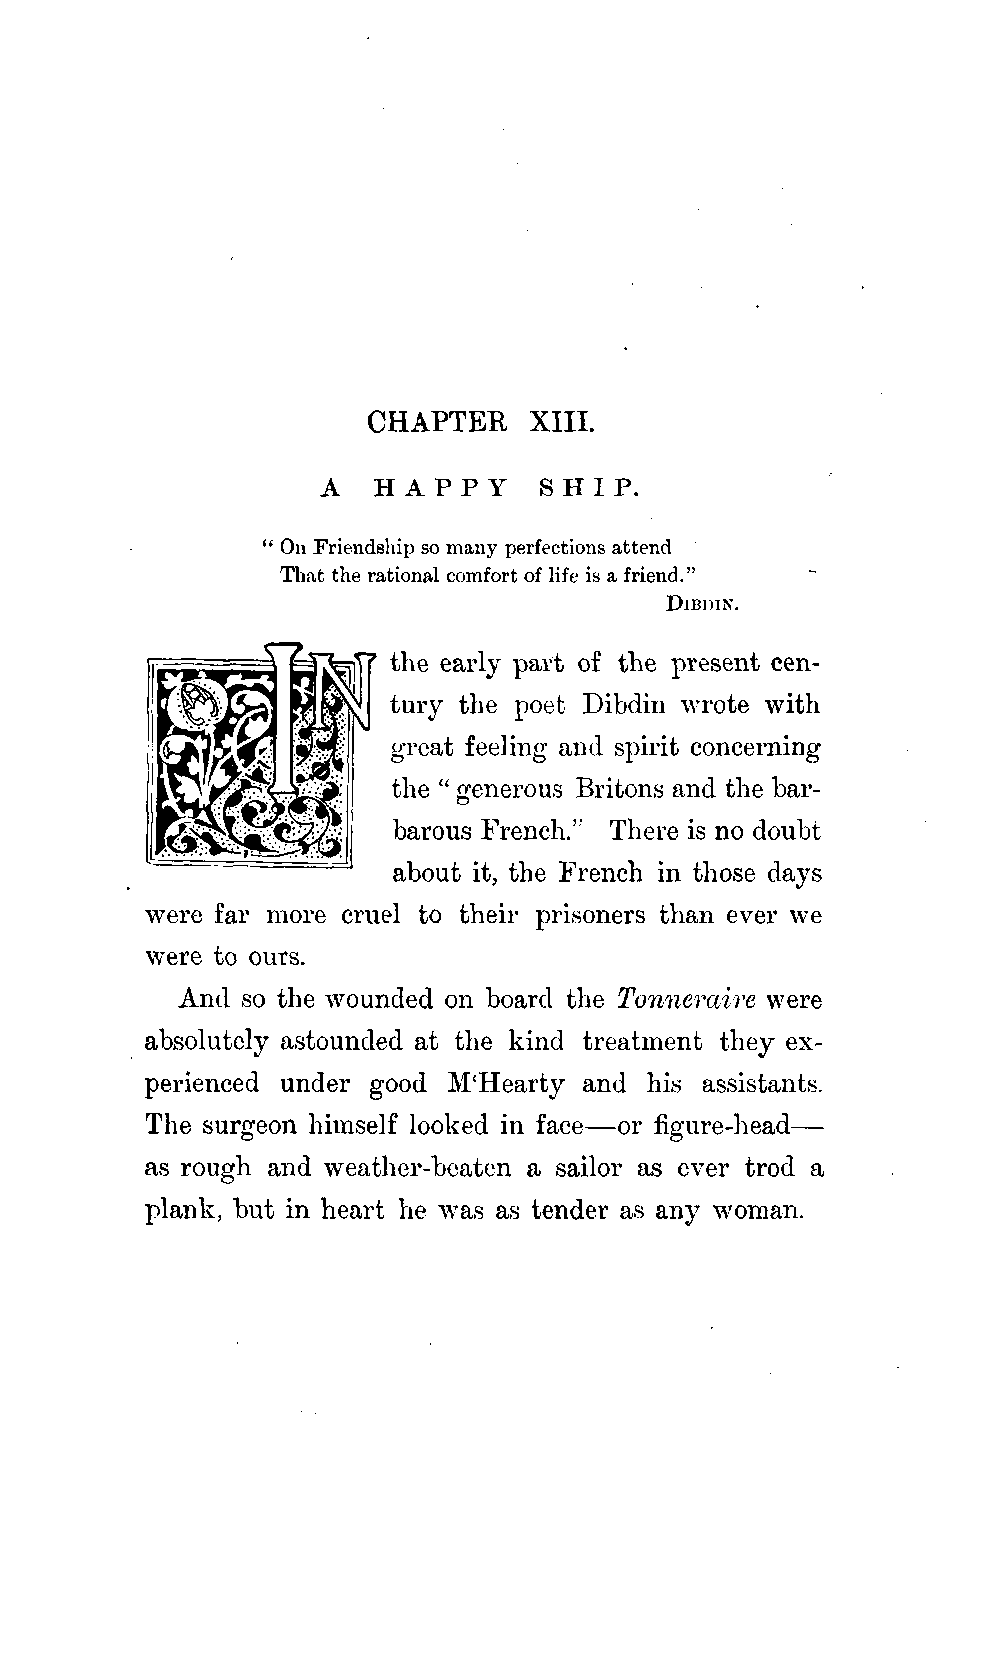 CHAPTER XIII.
A HAPPY SHIP.
“ On Friendship so many perfections attend
That the rational comfort of life is a friend.”
DIBDIN.
IN the early part of the present cen-
tury the poet Dibdin wrote with
great feeling and spirit concerning
the “ generous Britons and the bar-
barous French.” There is no doubt
about it, the French in those days
were far more cruel to their prisoners than ever we
were to ours.
And so the wounded on board the Tonneraire were
absolutely astounded at the kind treatment they ex-
perienced under good M‘Hearty and his assistants.
The surgeon himself looked in face—or figure-head—
as rough and weather-beaten a sailor as ever trod a
plank, but in heart he was as tender as any woman.